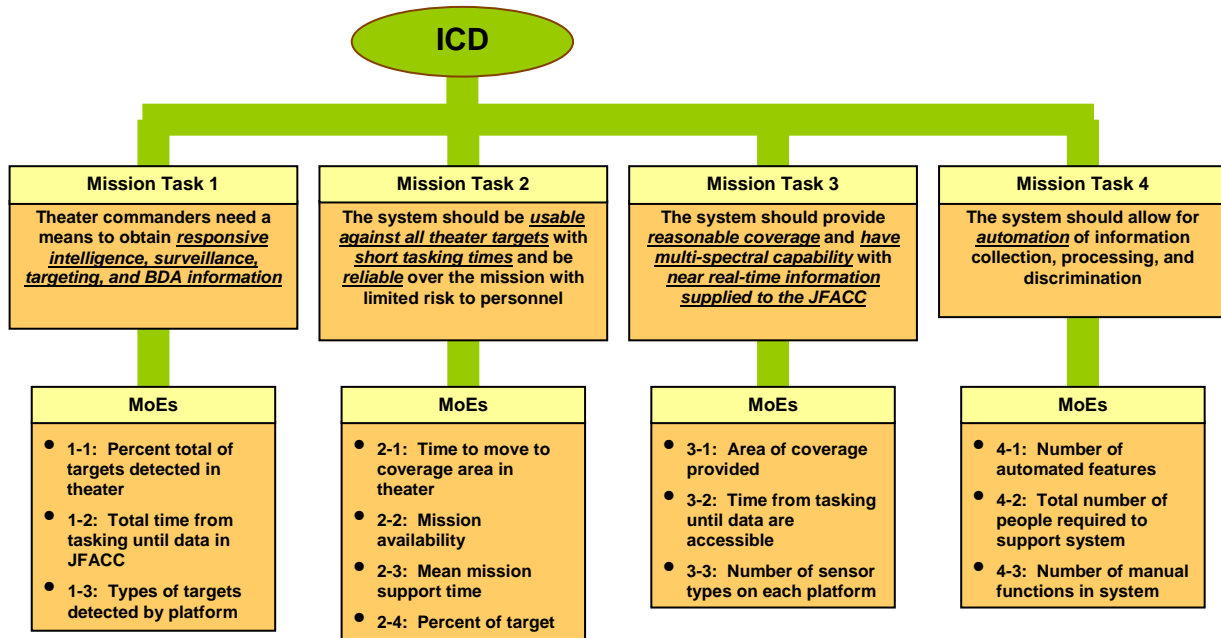 ICD
Mission Task 1
Theater commanders need a
means to obtain responsive
intelligence, surveillance,
targeting, and BDA information
Mission Task 2
The system should be usable
against all theater targets with
short tasking times and be
reliable over the mission with
limited risk to personnel
Mission Task 3
The system should provide
reasonable coverage and have
multi-spectral capability with
near real-time information
supplied to the JFACC
Mission Task 4
The system should allow for
automation of information
collection, processing, and
discrimination
MoEs
• 1-1: Percent total of
targets detected in
theater
• 1-2: Total time from
tasking until data in
JFACC
• 1-3: Types of targets
detected by platform
MoEs
• 2-1: Time to move to
coverage area in
theater
• 2-2: Mission
availability
• 2-3: Mean mission
support time
• 2-4: Percent of target
MoEs
• 3-1: Area of coverage
provided
• 3-2: Time from tasking
until data are
accessible
• 3-3: Number of sensor
types on each platform
MoEs
• 4-1: Number of
automated features
• 4-2: Total number of
people required to
support system
• 4-3: Number of manual
functions in system